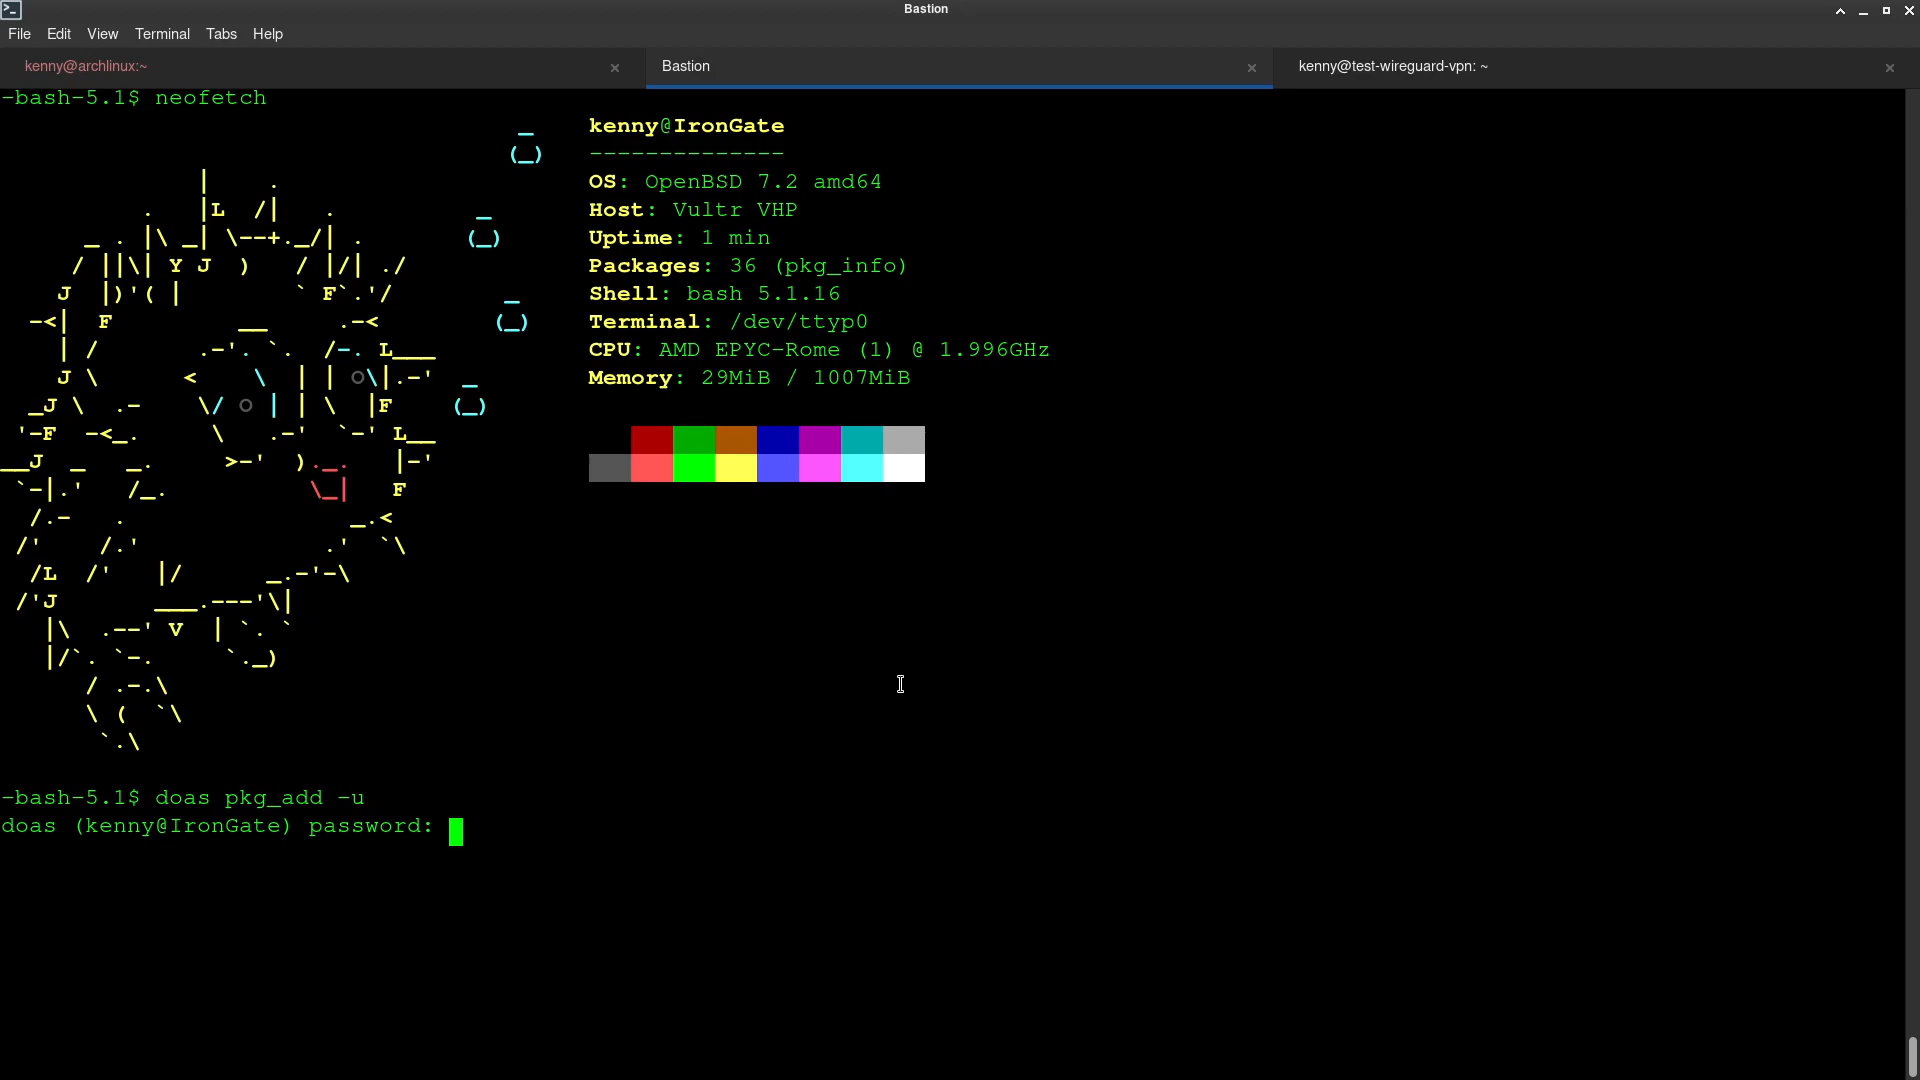 Bastion
File Edit View Terminal Tabs Help
kenny@archlinux:~ Bastion kenny@test-wireguard-vpn: ~
-bash-5.1$ neofetch
kenny@IronGate
--------------
OS: OpenBSD 7.2 amd64
Host: Vultr VHP
Uptime: 1 min
Packages: 36 (pkg_info)
Shell: bash 5.1.16
Terminal: /dev/ttyp0
CPU: AMD EPYC-Rome (1) @ 1.996GHz
Memory: 29MiB / 1007MiB
-bash-5.1$ doas pkg_add -u
doas (kenny@IronGate) password: